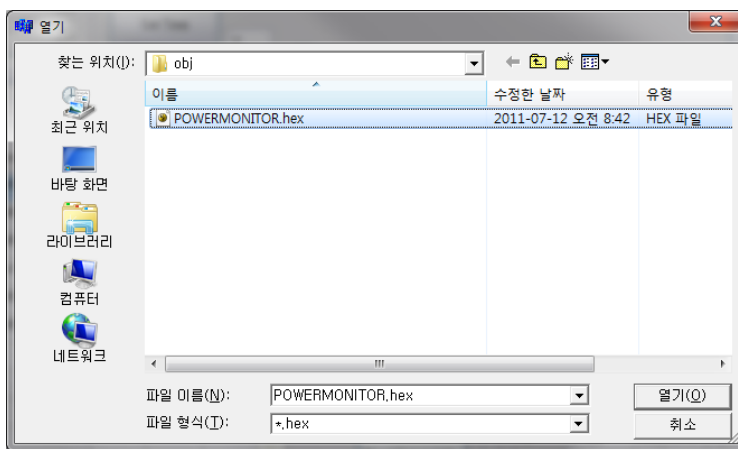 열기
찾는 위치(I):
obj
최근 위치
바탕 화면
라이브러리
컴퓨터
네트워크
이름
수정한 날짜
유형
POWERMONITOR.hex
2011-07-12 오전 8:42
HEX 파일
파일 이름(N):
POWERMONITOR.hex
열기(O)
파일 형식(T):
*.hex
취소